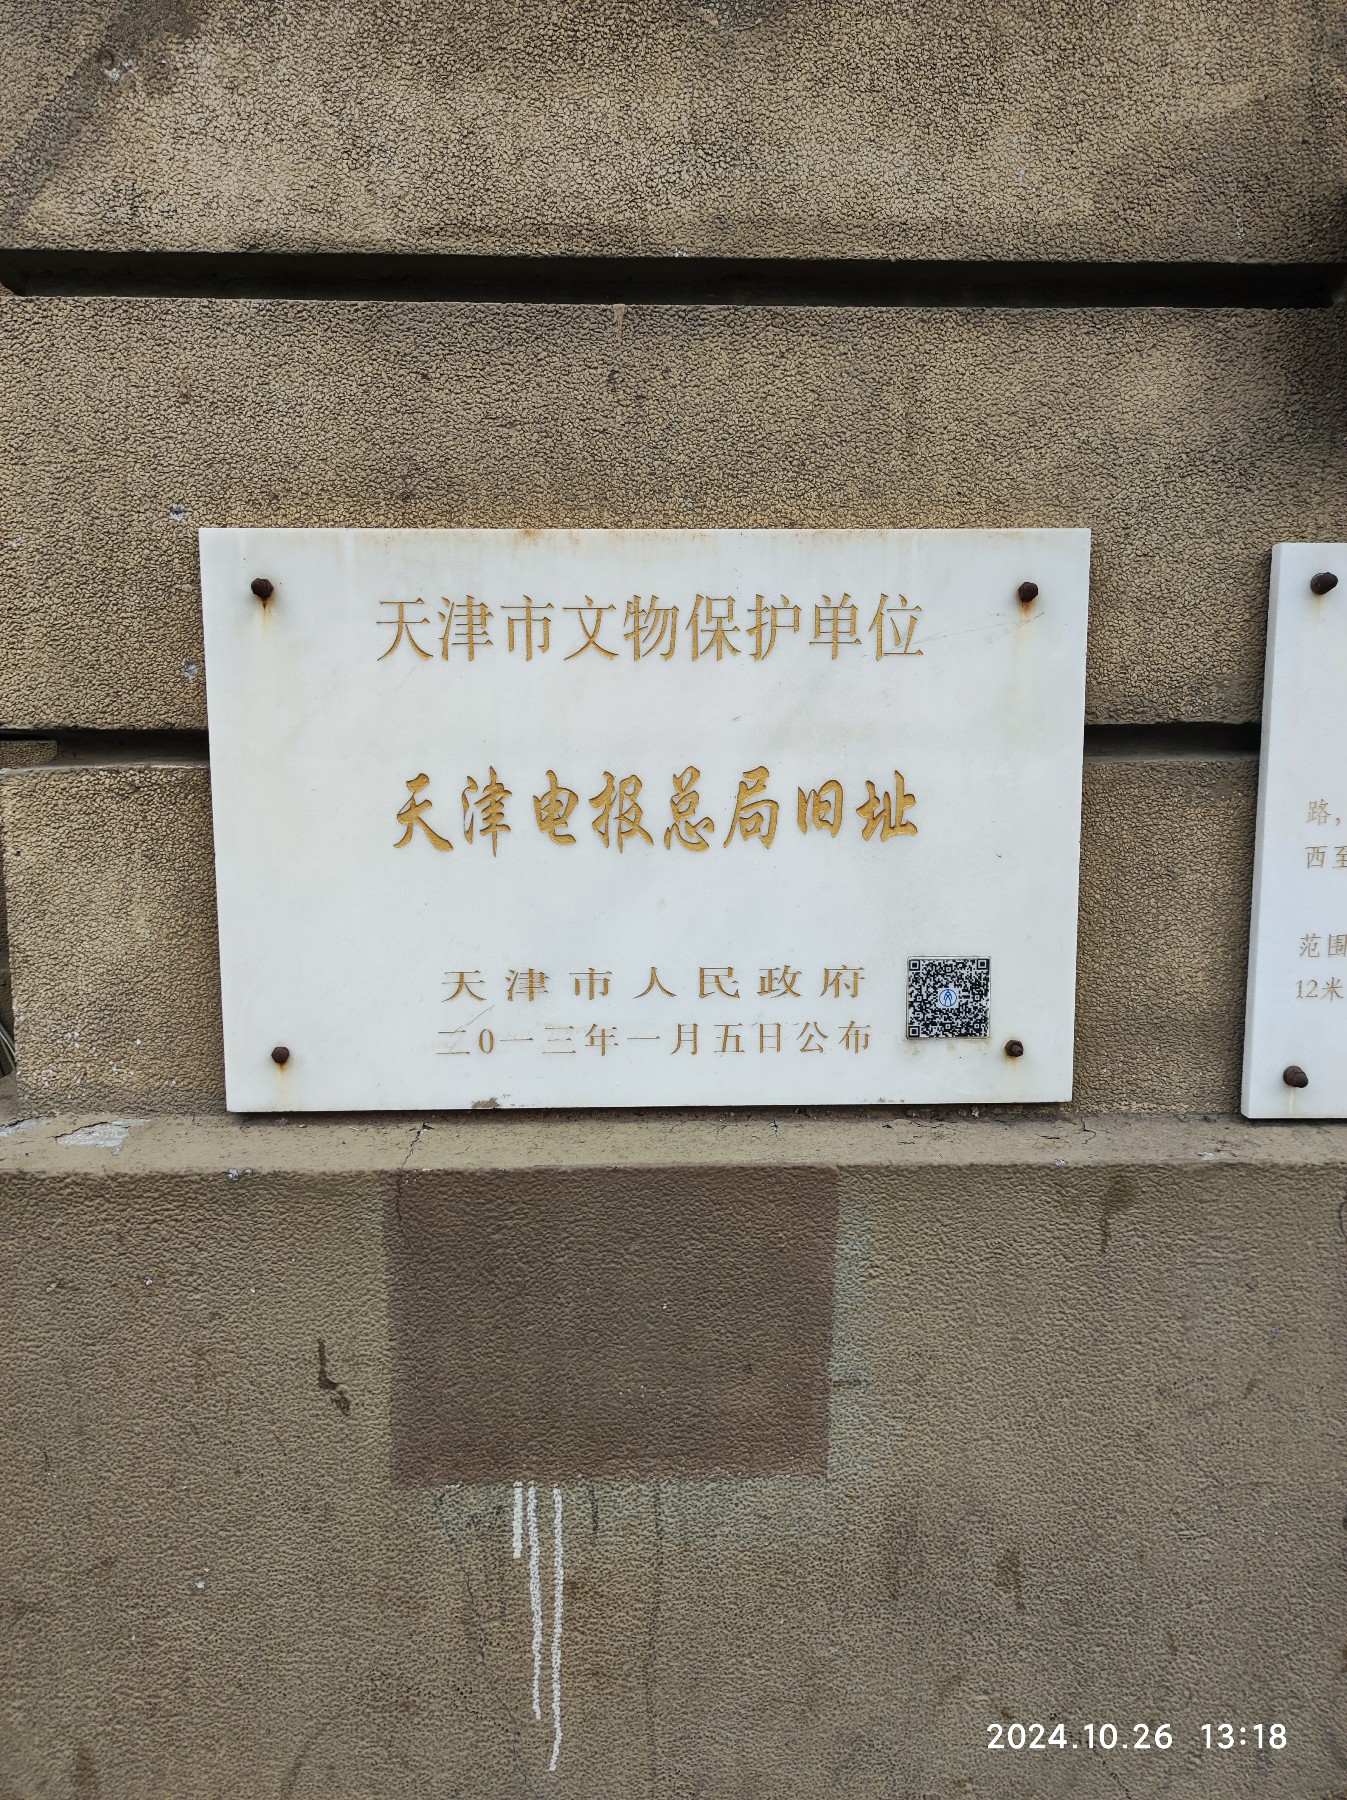 天津市文物保护单位
天津电报总局旧址
天津市人民政府
二0一三年一月五日公布
路，
西至
范围
12米
2024.10.26 13:18